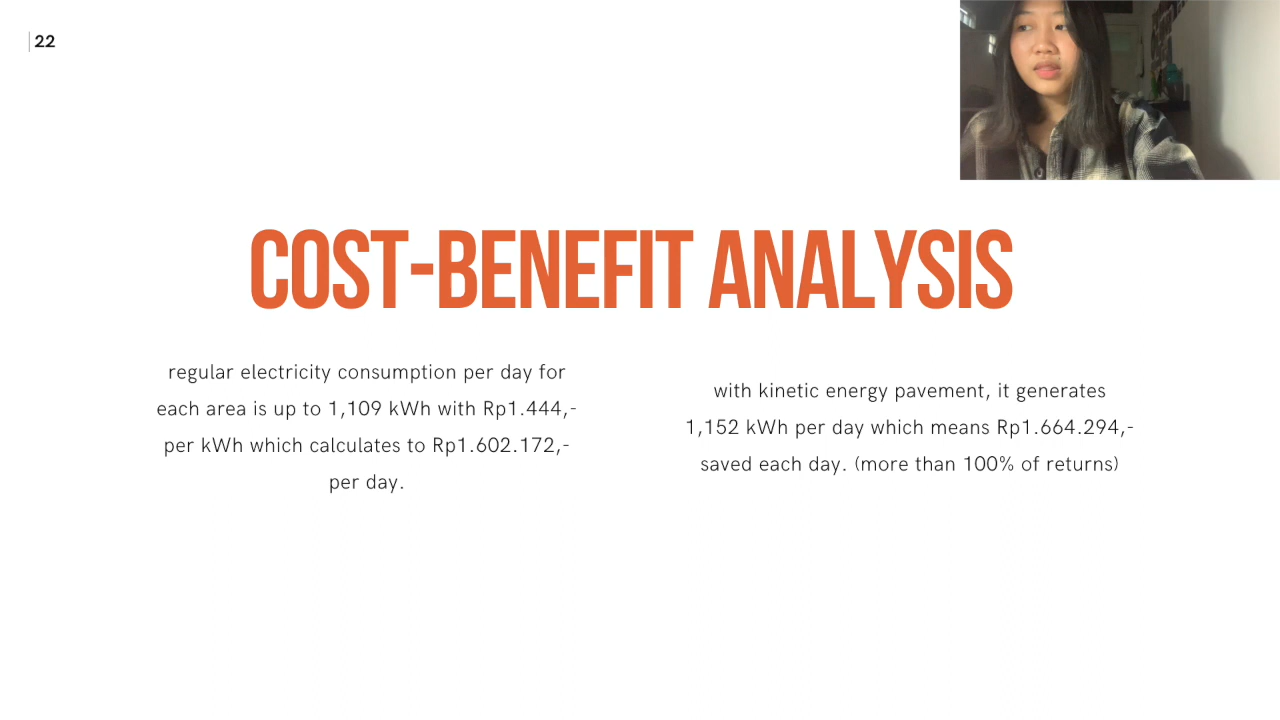 22
COST-BENEFIT ANALYSIS
regular electricity consumption per day for
each area is up to 1,109 kWh with Rp1.444,-
per kWh which calculates to Rp1.602.172,-
per day.
with kinetic energy pavement, it generates
1,152 kWh per day which means Rp1.664.294,-
saved each day. (more than 100% of returns)